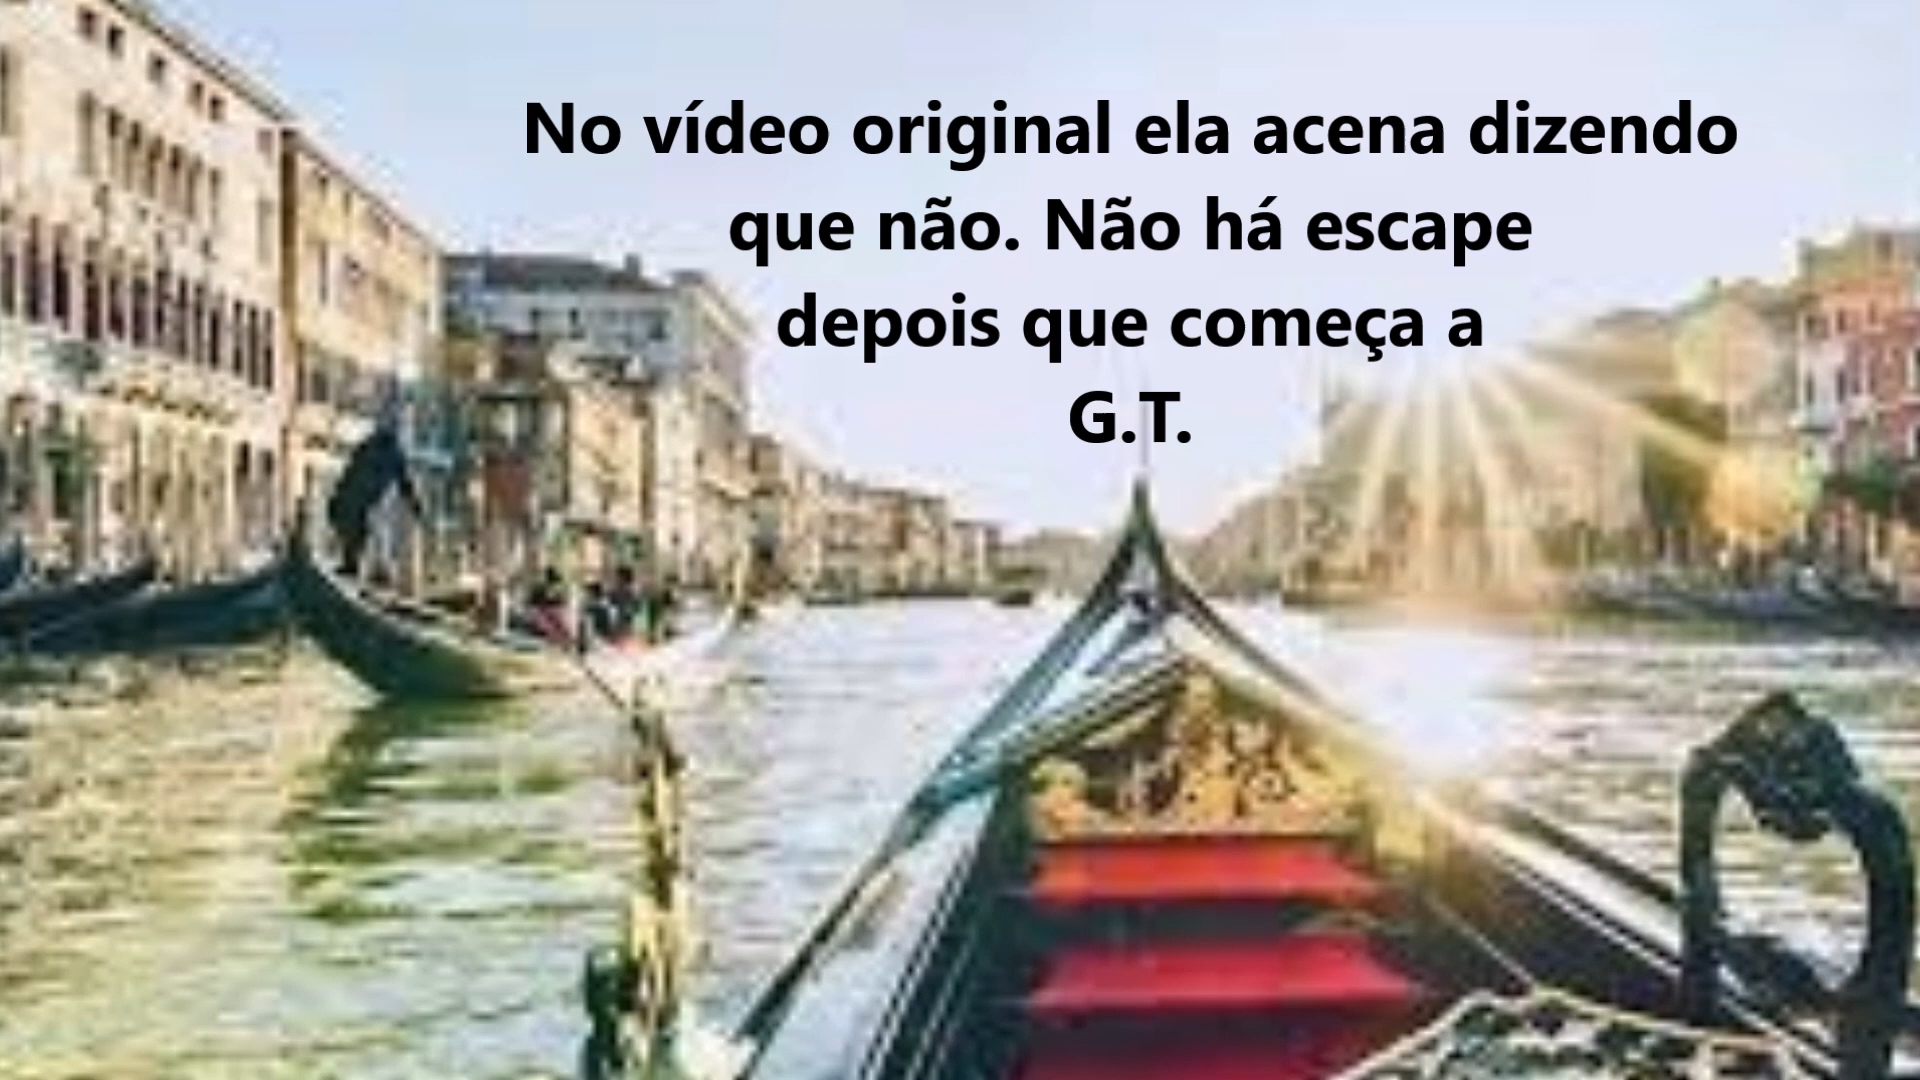 No vídeo original ela acena dizendo
que não. Não há escape
depois que começa a
G.T.